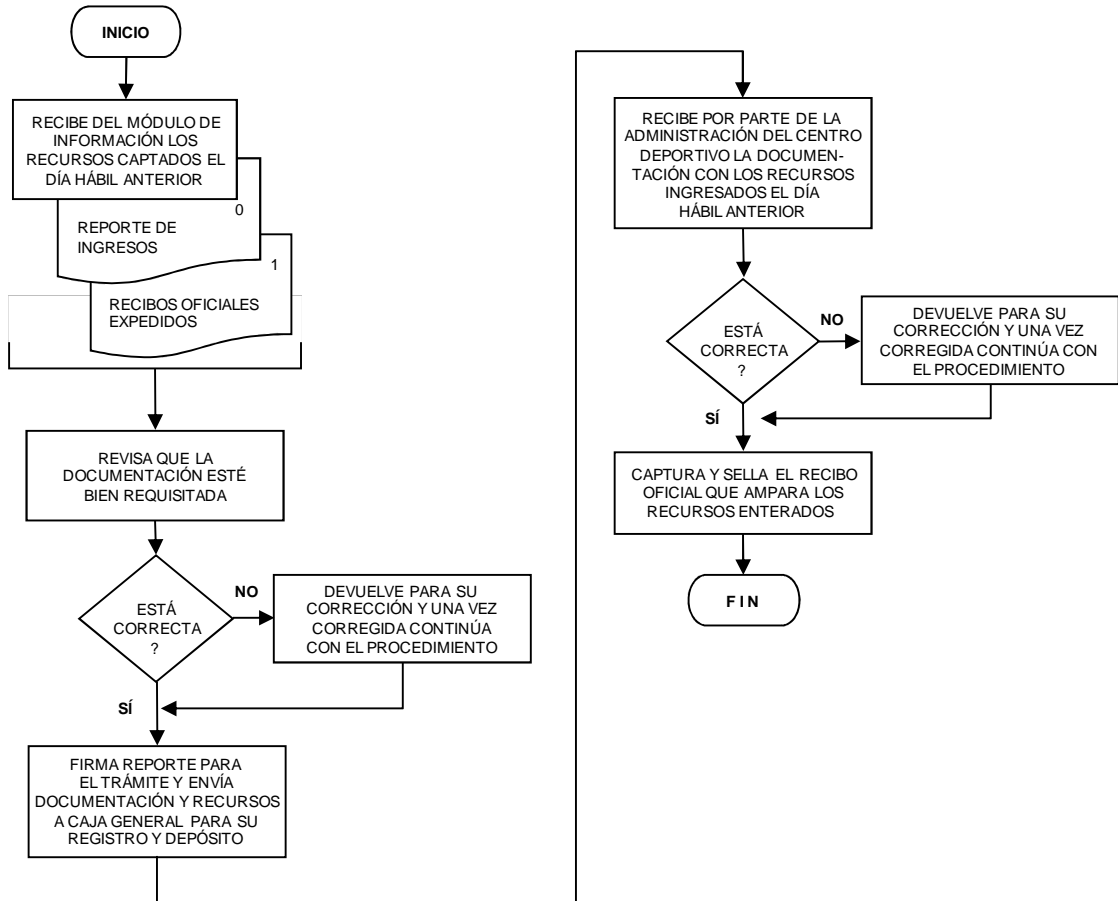 INICIO
RECIBE DEL MÓDULO DE
INFORMACIÓN LOS
RECURSOS CAPTADOS EL
DÍA HÁBIL ANTERIOR
0
REPORTE DE
INGRESOS
1
RECIBOS OFICIALES
EXPEDIDOS
REVISA QUE LA
DOCUMENTACIÓN ESTÉ
BIEN REQUISITADA
ESTÁ
CORRECTA
?
NO
DEVUELVE PARA SU
CORRECCIÓN Y UNA VEZ
CORREGIDA CONTINÚA
CON EL PROCEDIMIENTO
SÍ
FIRMA REPORTE PARA
EL TRÁMITE Y ENVÍA
DOCUMENTACIÓN Y RECURSOS
A CAJA GENERAL PARA SU
REGISTRO Y DEPÓSITO
RECIBE POR PARTE DE LA
ADMINISTRACIÓN DEL CENTRO
DEPORTIVO LA DOCUMEN-
TACIÓN CON LOS RECURSOS
INGRESADOS EL DÍA
HÁBIL ANTERIOR
ESTÁ
CORRECTA
?
NO
DEVUELVE PARA SU
CORRECCIÓN Y UNA VEZ
CORREGIDA CONTINÚA CON
EL PROCEDIMIENTO
SÍ
CAPTURA Y SELLA EL RECIBO
OFICIAL QUE AMPARA LOS
RECURSOS ENTERADOS
F I N